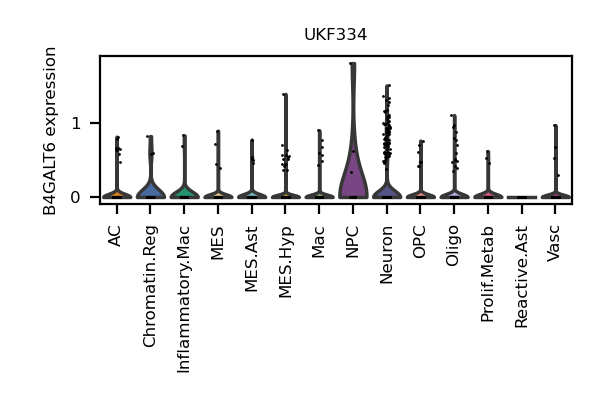 UKF334
B4GALT6 expression
1
0
AC
Chromatin.Reg
Inflammatory.Mac
MES
MES.Ast
MES.Hyp
Mac
NPC
Neuron
OPC
Oligo
Prolif.Metab
Reactive.Ast
Vasc